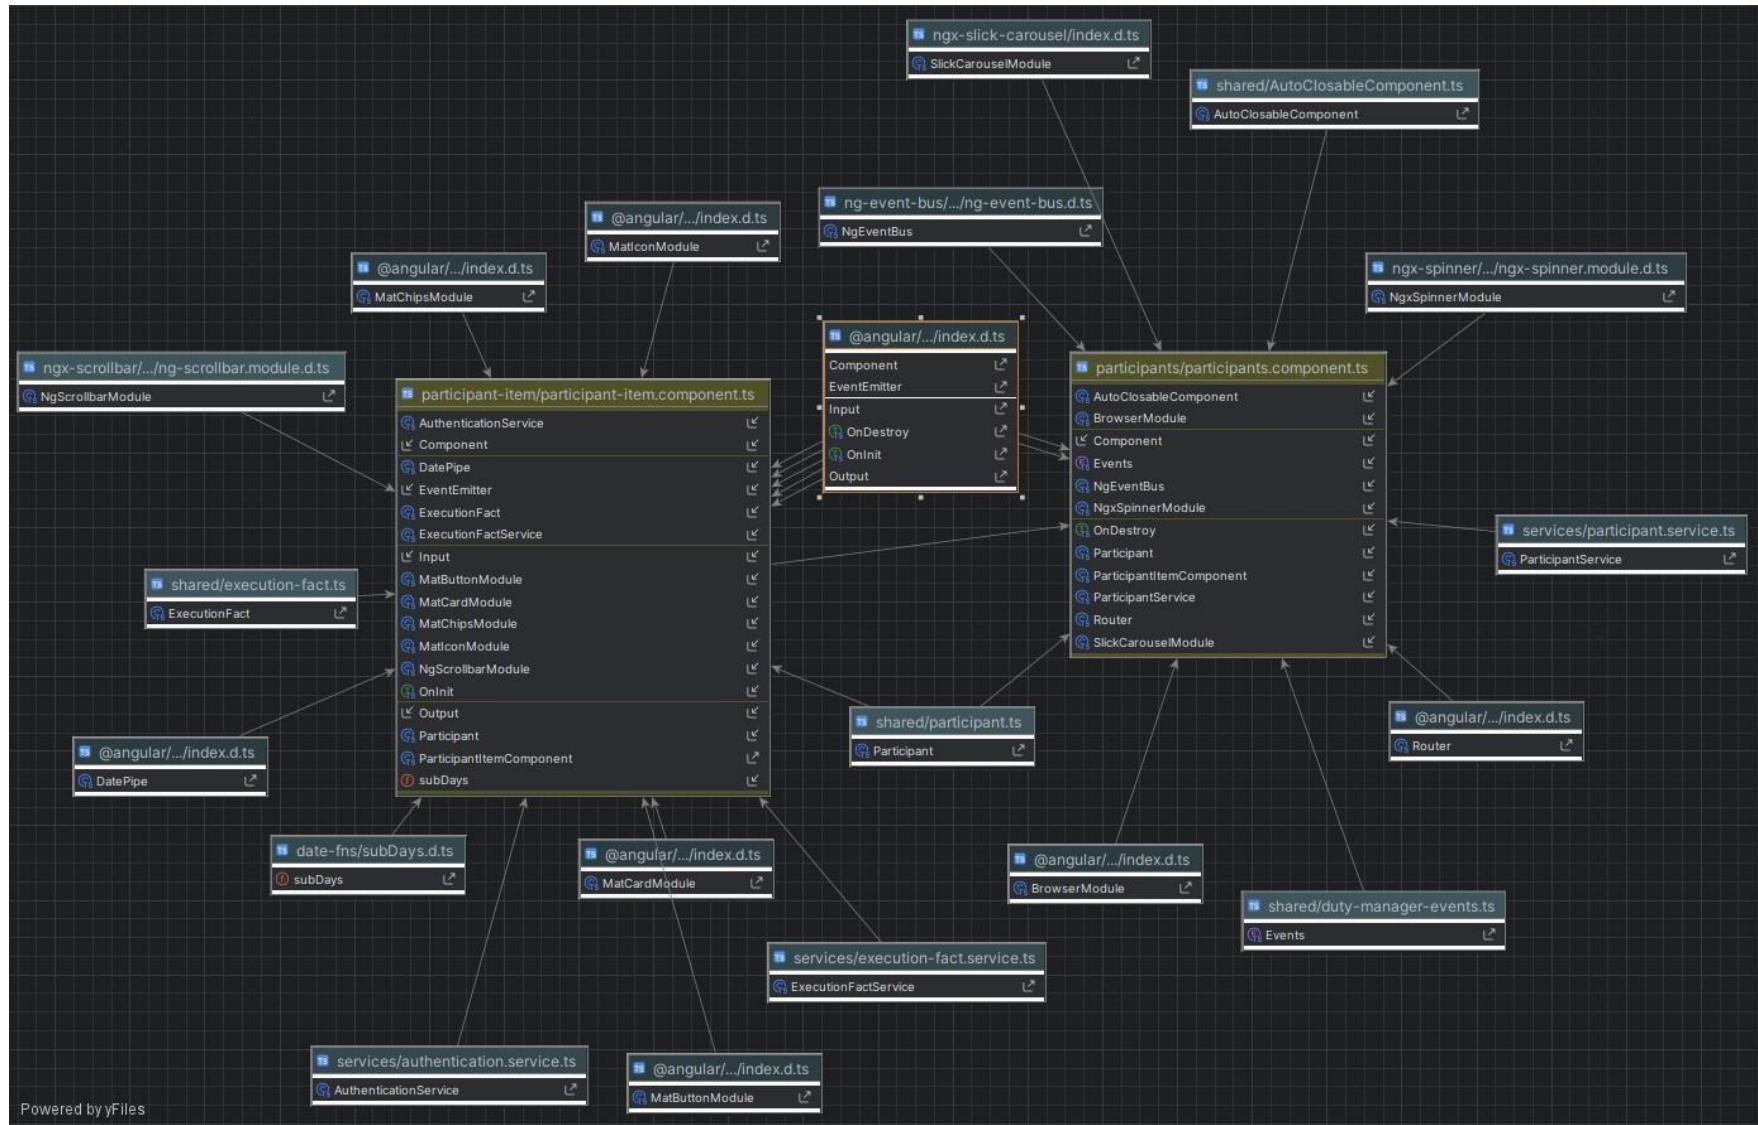 ngx-slick-carousel/index.d.ts
SlickCarouselModule
shared/AutoClosableComponent.ts
AutoClosableComponent
ng-event-bus/.../ng-event-bus.d.ts
NgEventBus
@angular/.../index.d.ts
MatIconModule
@angular/.../index.d.ts
MatChipsModule
ngx-spinner/.../ngx-spinner.module.d.ts
NgxSpinnerModule
ngx-scrollbar/.../ng-scrollbar.module.d.ts
NgScrollbarModule
@angular/.../index.d.ts
Component
EventEmitter
Input
OnDestroy
OnInit
Output
participant-item/participant-item.component.ts
AuthenticationService
Component
DatePipe
EventEmitter
ExecutionFact
ExecutionFactService
Input
MatButtonModule
MatCardModule
MatChipsModule
MatIconModule
NgScrollbarModule
OnInit
Output
Participant
ParticipantItemComponent
subDays
participants/participants.component.ts
AutoClosableComponent
BrowserModule
Component
Events
NgEventBus
NgxSpinnerModule
OnDestroy
Participant
ParticipantItemComponent
ParticipantService
Router
SlickCarouselModule
services/participant.service.ts
ParticipantService
shared/execution-fact.ts
ExecutionFact
shared/participant.ts
Participant
@angular/.../index.d.ts
Router
@angular/.../index.d.ts
DatePipe
date-fns/subDays.d.ts
subDays
@angular/.../index.d.ts
MatCardModule
@angular/.../index.d.ts
BrowserModule
shared/duty-manager-events.ts
Events
services/execution-fact.service.ts
ExecutionFactService
services/authentication.service.ts
AuthenticationService
@angular/.../index.d.ts
MatButtonModule
Powered by yFiles